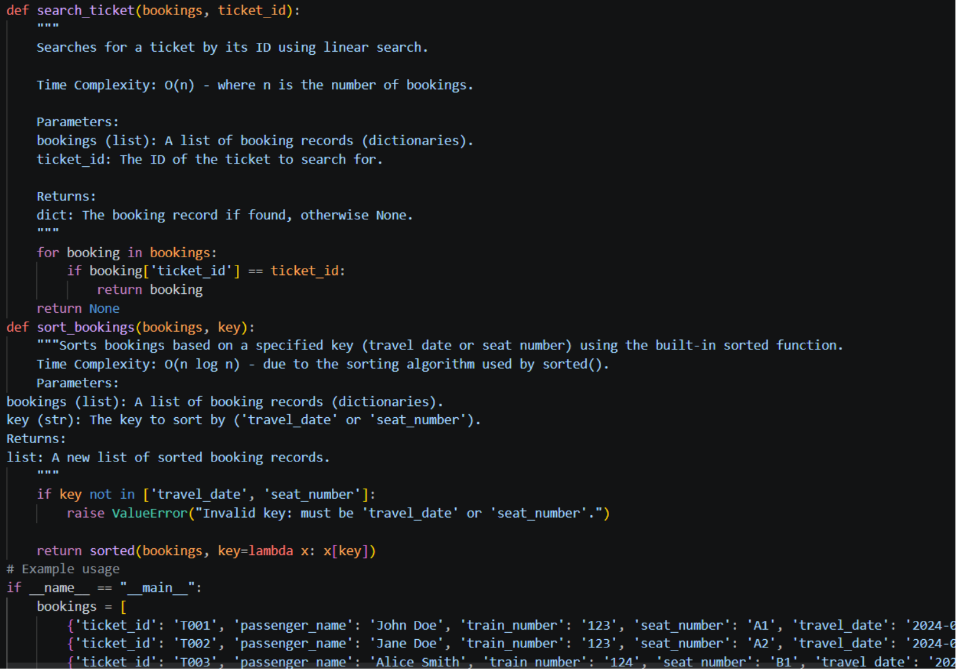 def search_ticket(bookings, ticket_id):
"""
Searches for a ticket by its ID using linear search.
Time Complexity: O(n) - where n is the number of bookings.
Parameters:
bookings (list): A list of booking records (dictionaries).
ticket_id: The ID of the ticket to search for.
Returns:
dict: The booking record if found, otherwise None.
"""
for booking in bookings:
if booking['ticket_id'] == ticket_id:
return booking
return None
def sort_bookings(bookings, key):
"""Sorts bookings based on a specified key (travel date or seat number) using the built-in sorted function.
Time Complexity: O(n log n) - due to the sorting algorithm used by sorted().
Parameters:
bookings (list): A list of booking records (dictionaries).
key (str): The key to sort by ('travel_date' or 'seat_number').
Returns:
list: A new list of sorted booking records.
"""
if key not in ['travel_date', 'seat_number']:
raise ValueError("Invalid key: must be 'travel_date' or 'seat_number'.")
return sorted(bookings, key=lambda x: x[key])
# Example usage
if __name__ == "__main__":
bookings = [
{'ticket_id': 'T001', 'passenger_name': 'John Doe', 'train_number': '123', 'seat_number': 'A1', 'travel_date': '2024-0
{'ticket_id': 'T002', 'passenger_name': 'Jane Doe', 'train_number': '123', 'seat_number': 'A2', 'travel_date': '2024-0
{'ticket_id': 'T003', 'passenger_name': 'Alice Smith', 'train_number': '124', 'seat_number': 'B1', 'travel_date': '202